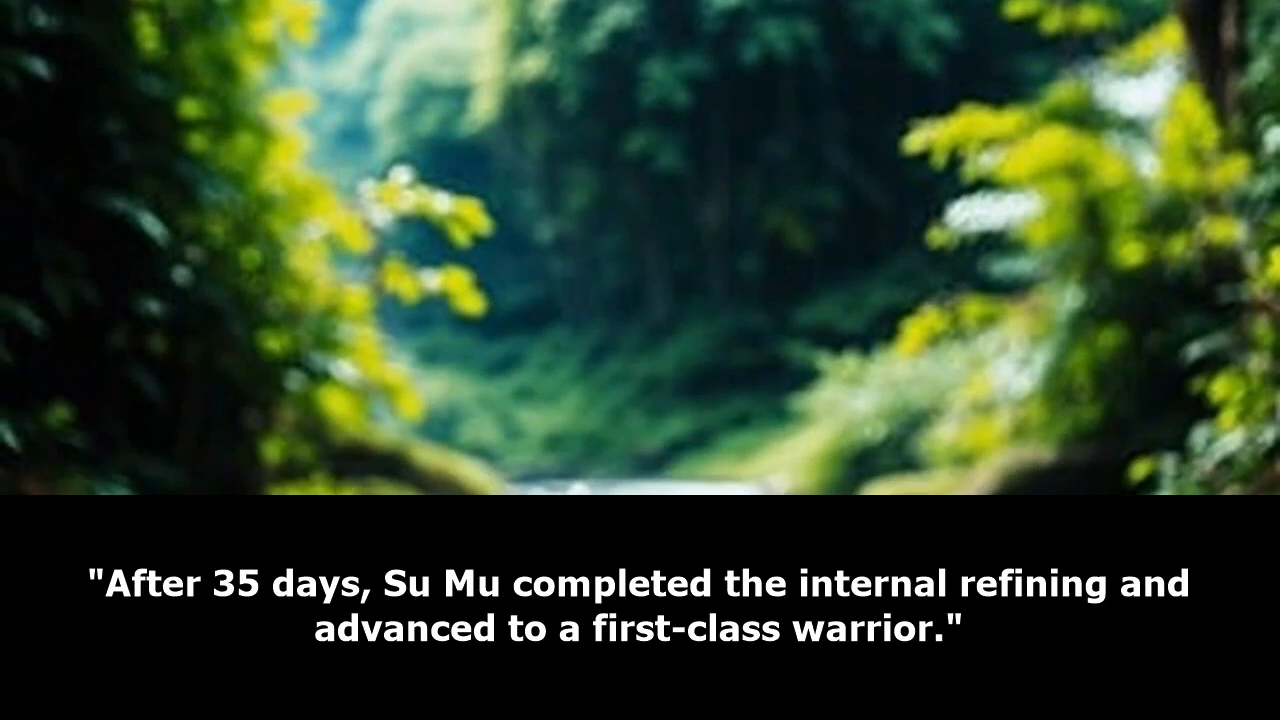 "After 35 days, Su Mu completed the internal refining and
advanced to a first-class warrior."